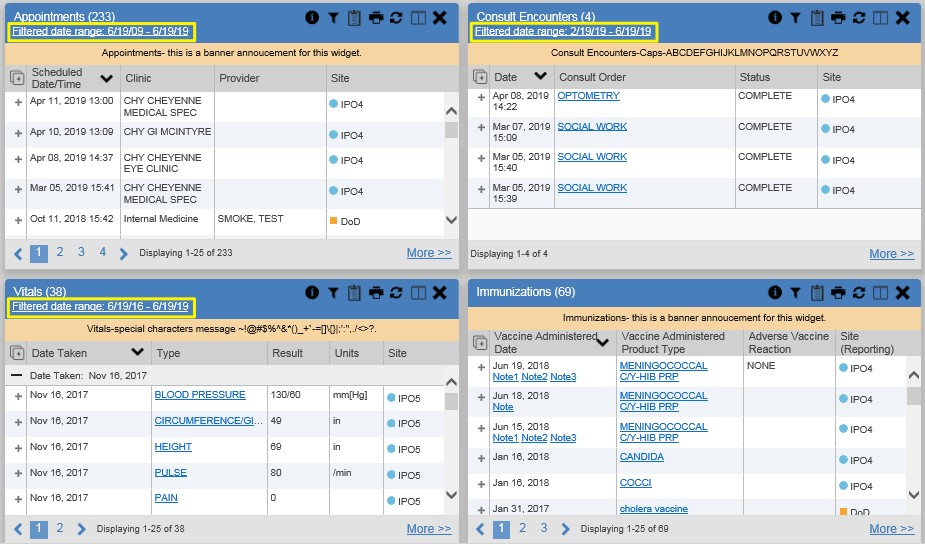 Appointments (233)
Filtered date range: 6/19/09 - 6/19/19
Appointments- this is a banner annoucement for this widget.
Scheduled Date/Time Clinic Provider Site
Apr 11, 2019 13:00 CHY CHEYENNE MEDICAL SPEC IPO4
Apr 10, 2019 13:09 CHY GI MCINTYRE IPO4
Apr 08, 2019 14:37 CHY CHEYENNE EYE CLINIC IPO4
Mar 05, 2019 15:41 CHY CHEYENNE MEDICAL SPEC IPO4
Oct 11, 2018 15:42 Internal Medicine SMOKE, TEST DoD
1 2 3 4 Displaying 1-25 of 233 More >>
Consult Encounters (4)
Filtered date range: 2/19/19 - 6/19/19
Consult Encounters-Caps-ABCDEFGHIJKLMNOPQRSTUVWXYZ
Date Consult Order Status Site
Apr 08, 2019 14:22 OPTOMETRY COMPLETE IPO4
Mar 07, 2019 15:09 SOCIAL WORK COMPLETE IPO4
Mar 05, 2019 15:40 SOCIAL WORK COMPLETE IPO4
Mar 05, 2019 15:39 SOCIAL WORK COMPLETE IPO4
Displaying 1-4 of 4 More >>
Vitals (38)
Filtered date range: 6/19/16 - 6/19/19
Vitals-special characters message ~!@#$%^&*()_+`-=[]\{}|;':",./<>?.
Date Taken Type Result Units Site
Date Taken: Nov 16, 2017
Nov 16, 2017 BLOOD PRESSURE 130/60 mm[Hg] IPO5
Nov 16, 2017 CIRCUMFERENCE/GI... 49 in IPO5
Nov 16, 2017 HEIGHT 69 in IPO5
Nov 16, 2017 PULSE 80 /min IPO5
Nov 16, 2017 PAIN 0 IPO5
1 2 Displaying 1-25 of 38 More >>
Immunizations (69)
Immunizations- this is a banner annoucement for this widget.
Vaccine Administered Date Vaccine Administered Product Type Adverse Vaccine Reaction Site (Reporting)
Jun 19, 2018 Note1 Note2 Note3 MENINGOCOCCAL C/Y-HIB PRP NONE IPO4
Jun 18, 2018 Note MENINGOCOCCAL C/Y-HIB PRP IPO4
Jun 15, 2018 Note1 Note2 Note3 MENINGOCOCCAL C/Y-HIB PRP IPO4
Jan 16, 2018 CANDIDA IPO4
Jan 16, 2018 COCCI IPO4
Jan 31, 2017 cholera vaccine DoD
1 2 3 Displaying 1-25 of 69 More >>